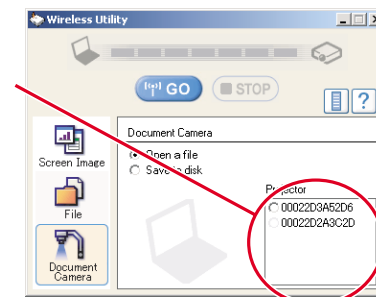 Wireless Utility
GO
STOP
?
Document Camera
Open a file
Save to disk
Projector
00022D3A52D6
00022D2A3C2D
Screen Image
File
Document
Camera